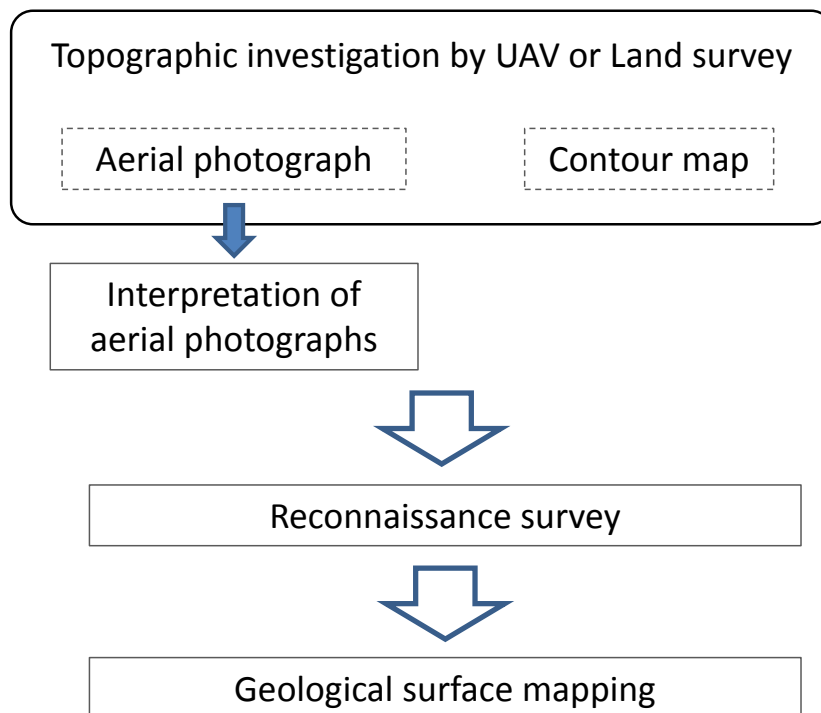 Topographic investigation by UAV or Land survey
Aerial photograph
Contour map
Interpretation of
aerial photographs
Reconnaissance survey
Geological surface mapping